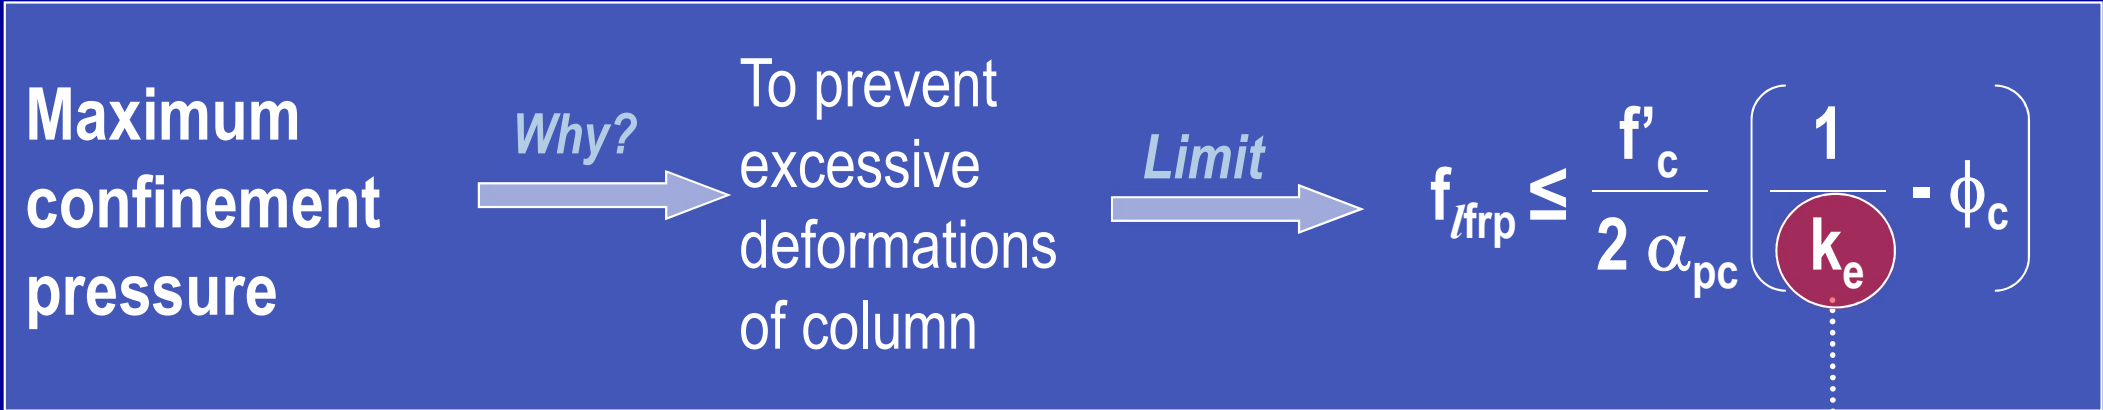 Maximum
confinement
pressure
Why?
To prevent
excessive
deformations
of column
Limit
f_lfrp ≤ f’_c / 2 α_pc ( 1 / k_e - ϕ_c )